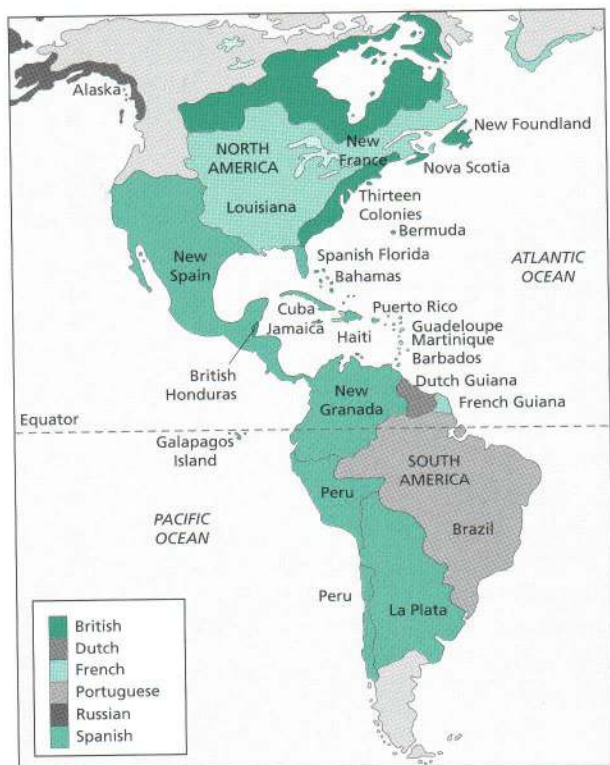 Alaska
NORTH
AMERICA
New
France
New Foundland
Nova Scotia
Louisiana
Thirteen
Colonies
Bermuda
New
Spain
Spanish Florida
Bahamas
ATLANTIC
OCEAN
Cuba
Jamaica
Haiti
Puerto Rico
Guadeloupe
Martinique
Barbados
British
Honduras
Dutch Guiana
New
Granada
French Guiana
Equator
Galapagos
Island
SOUTH
AMERICA
Peru
Brazil
PACIFIC
OCEAN
Peru
La Plata
British
Dutch
French
Portuguese
Russian
Spanish